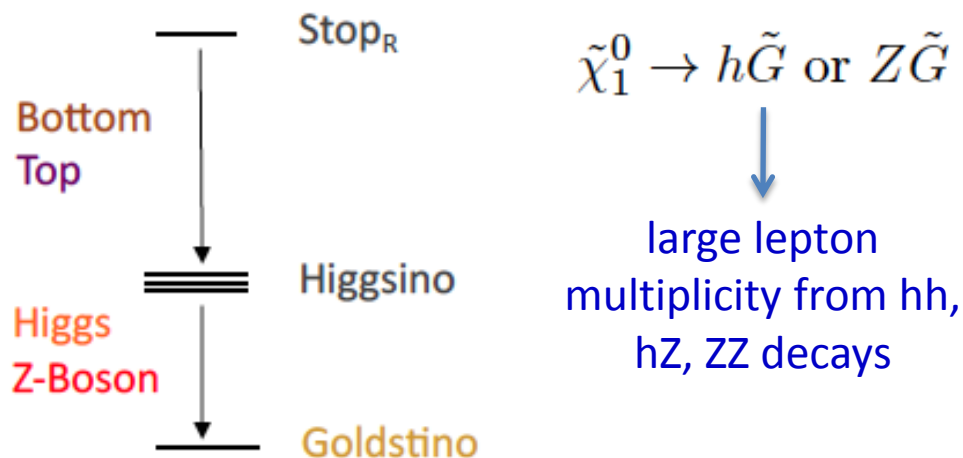 Stop_R
Bottom
Top
Higgsino
Higgs
Z-Boson
Goldstino
χ̃₁⁰ → hG̃ or ZG̃
large lepton
multiplicity from hh,
hZ, ZZ decays